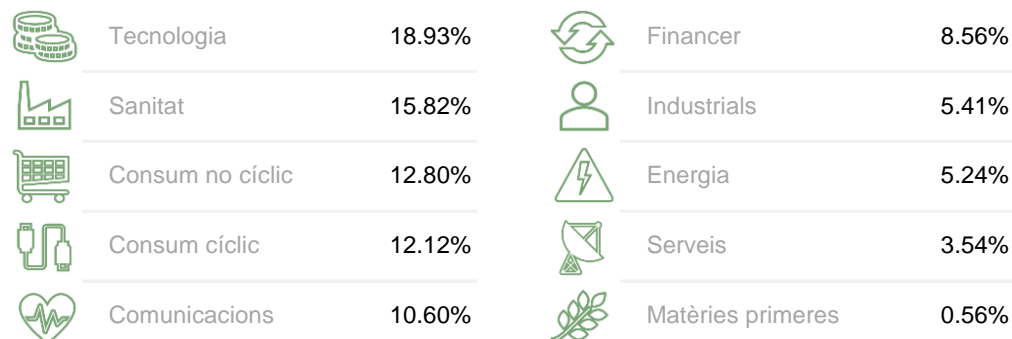 Tecnologia 18.93%
Sanitat 15.82%
Consum no cíclic 12.80%
Consum cíclic 12.12%
Comunicacions 10.60%
Financer 8.56%
Industrials 5.41%
Energia 5.24%
Serveis 3.54%
Matèries primeres 0.56%